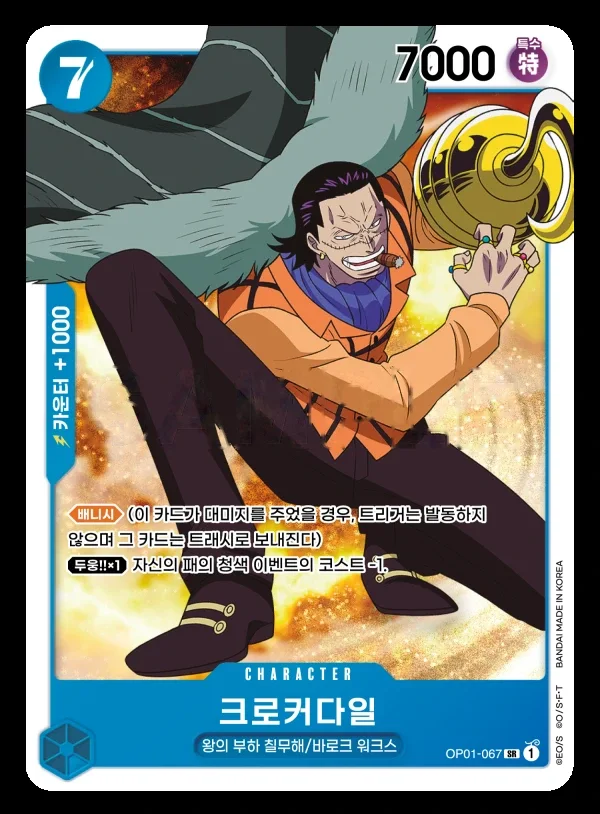 7
7000
특수
特
카운터 +1000
배니시 (이 카드가 대미지를 주었을 경우, 트리거는 발동하지
않으며 그 카드는 트래시로 보내진다)
두웅!!×1 자신의 패의 청색 이벤트의 코스트 -1.
CHARACTER
크로커다일
왕의 부하 칠무해/바로크 워크스
OP01-067 SR 1
©EO/S ©O/S・F・T BANDAI MADE IN KOREA